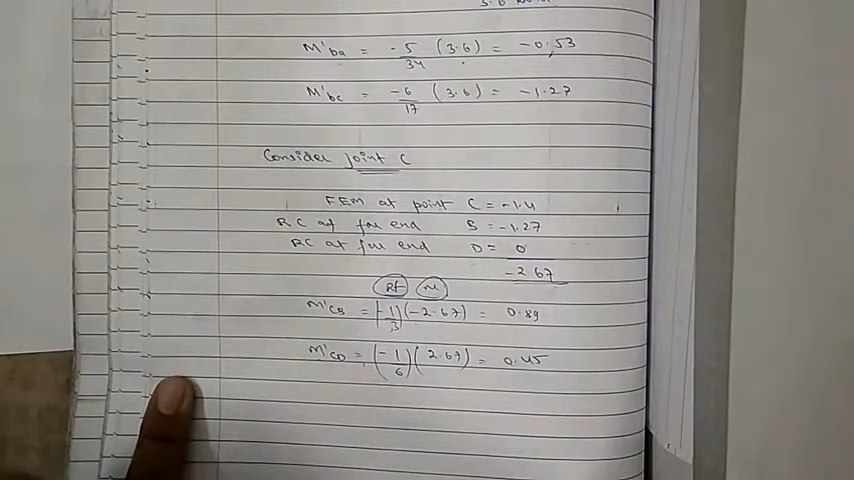 M'ba = -5/34 (3.6) = -0.53
M'bc = -6/17 (3.6) = -1.27
Consider joint C
FEM at point C = -1.4
RC at far end B = -1.27
RC at far end D = 0
-2.67
RF M
M'CB = (-1/3)(-2.67) = 0.89
M'CD = (-1/6)(2.67) = 0.45